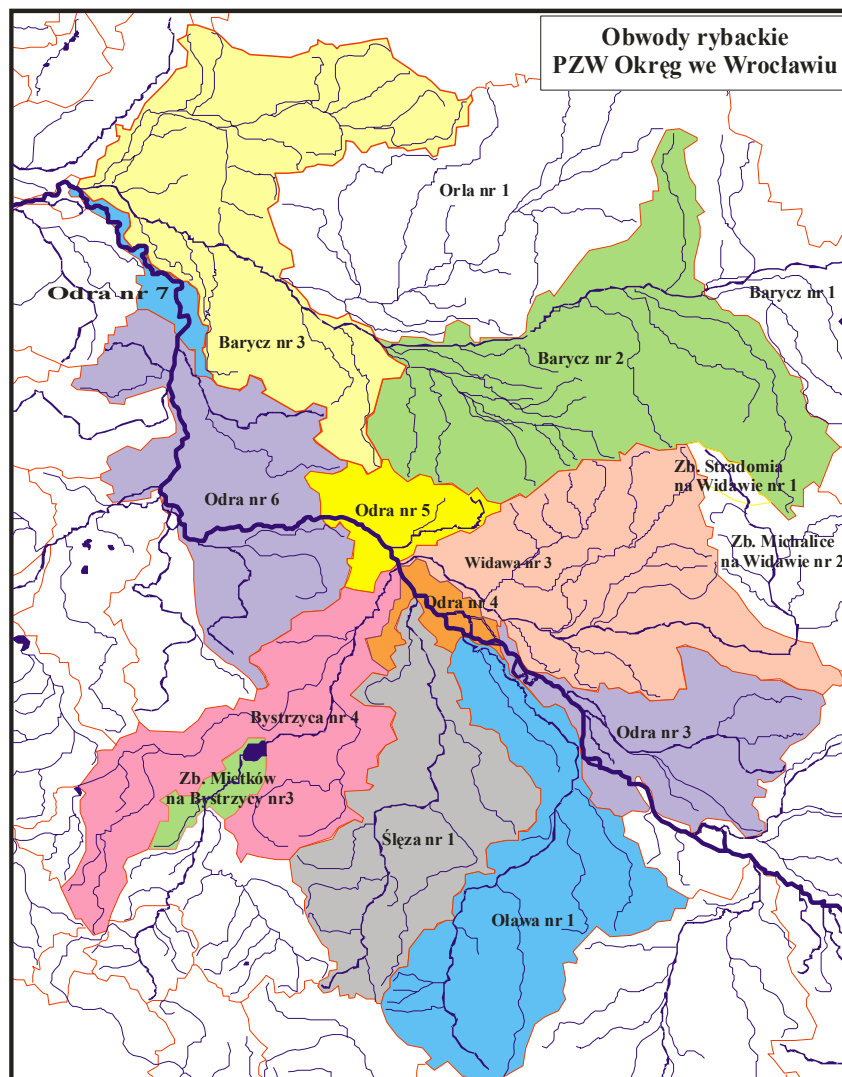 Obwody rybackie
PZW Okręg we Wrocławiu
Orla nr 1
Odra nr 7
Barycz nr 1
Barycz nr 3
Barycz nr 2
Zb. Stradomia
na Widawie nr 1
Odra nr 6
Odra nr 5
Zb. Michalice
na Widawie nr 2
Widawa nr 3
Odra nr 4
Bystrzyca nr 4
Odra nr 3
Zb. Mietków
na Bystrzycy nr3
Ślęza nr 1
Oława nr 1